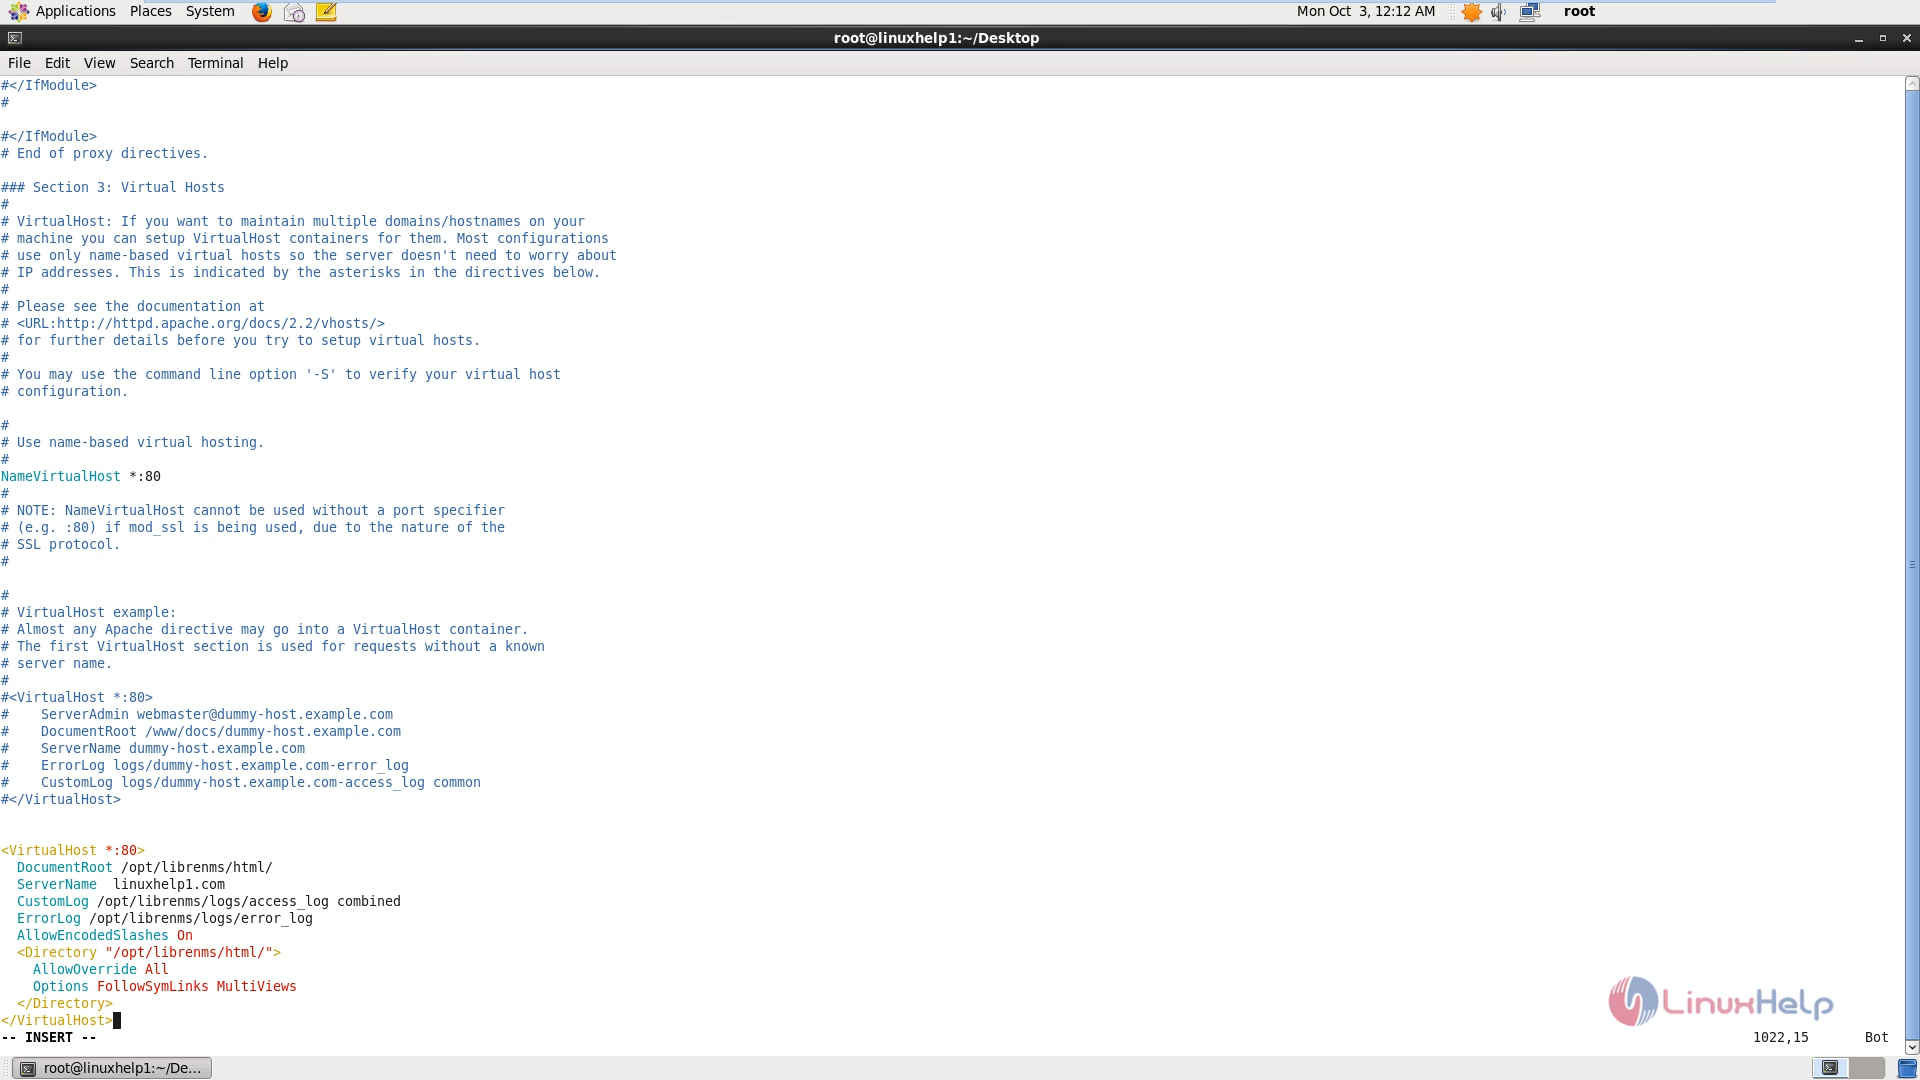 Applications Places System Mon Oct 3, 12:12 AM root
root@linuxhelp1:~/Desktop
File Edit View Search Terminal Help
#</IfModule>
#
#</IfModule>
# End of proxy directives.
### Section 3: Virtual Hosts
#
# VirtualHost: If you want to maintain multiple domains/hostnames on your
# machine you can setup VirtualHost containers for them. Most configurations
# use only name-based virtual hosts so the server doesn't need to worry about
# IP addresses. This is indicated by the asterisks in the directives below.
#
# Please see the documentation at
# <URL:http://httpd.apache.org/docs/2.2/vhosts/>
# for further details before you try to setup virtual hosts.
#
# You may use the command line option '-S' to verify your virtual host
# configuration.
#
# Use name-based virtual hosting.
#
NameVirtualHost *:80
#
# NOTE: NameVirtualHost cannot be used without a port specifier
# (e.g. :80) if mod_ssl is being used, due to the nature of the
# SSL protocol.
#
#
# VirtualHost example:
# Almost any Apache directive may go into a VirtualHost container.
# The first VirtualHost section is used for requests without a known
# server name.
#
#<VirtualHost *:80>
#    ServerAdmin webmaster@dummy-host.example.com
#    DocumentRoot /www/docs/dummy-host.example.com
#    ServerName dummy-host.example.com
#    ErrorLog logs/dummy-host.example.com-error_log
#    CustomLog logs/dummy-host.example.com-access_log common
#</VirtualHost>
<VirtualHost *:80>
  DocumentRoot /opt/librenms/html/
  ServerName  linuxhelp1.com
  CustomLog /opt/librenms/logs/access_log combined
  ErrorLog /opt/librenms/logs/error_log
  AllowEncodedSlashes On
  <Directory "/opt/librenms/html/">
    AllowOverride All
    Options FollowSymLinks MultiViews
  </Directory>
</VirtualHost>
LinuxHelp
-- INSERT -- 1022,15 Bot
root@linuxhelp1:~/De...